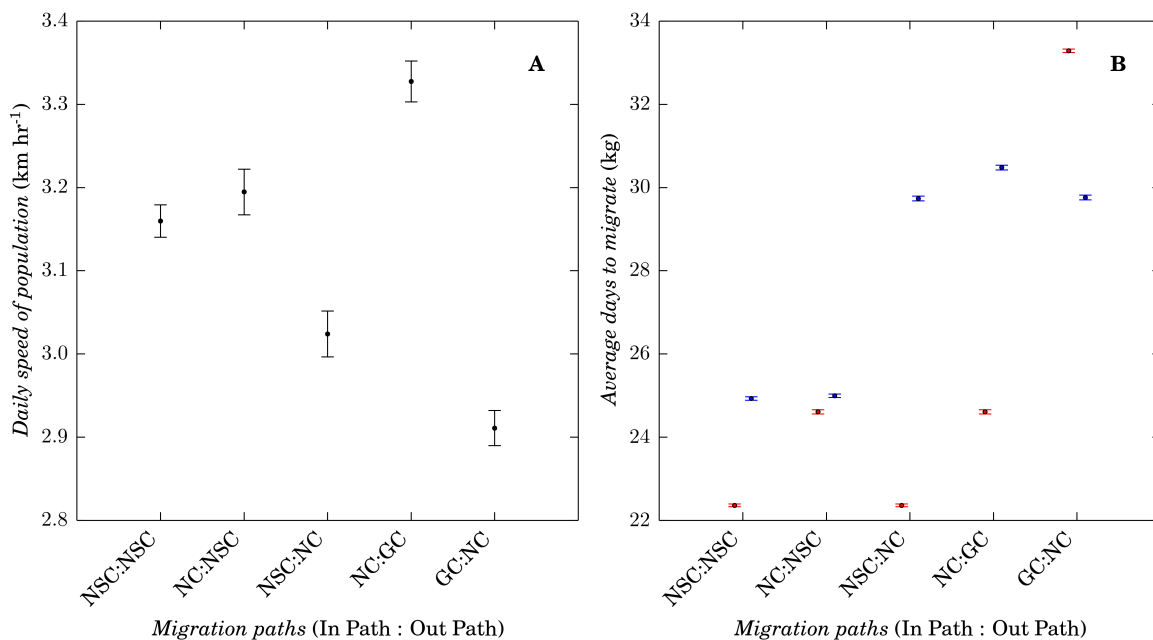 A
Daily speed of population (km hr⁻¹)
3.4
3.3
3.2
3.1
3.0
2.9
2.8
NSC:NSC
NC:NSC
NSC:NC
NC:GC
GC:NC
Migration paths (In Path : Out Path)
B
Average days to migrate (kg)
34
32
30
28
26
24
22
NSC:NSC
NC:NSC
NSC:NC
NC:GC
GC:NC
Migration paths (In Path : Out Path)